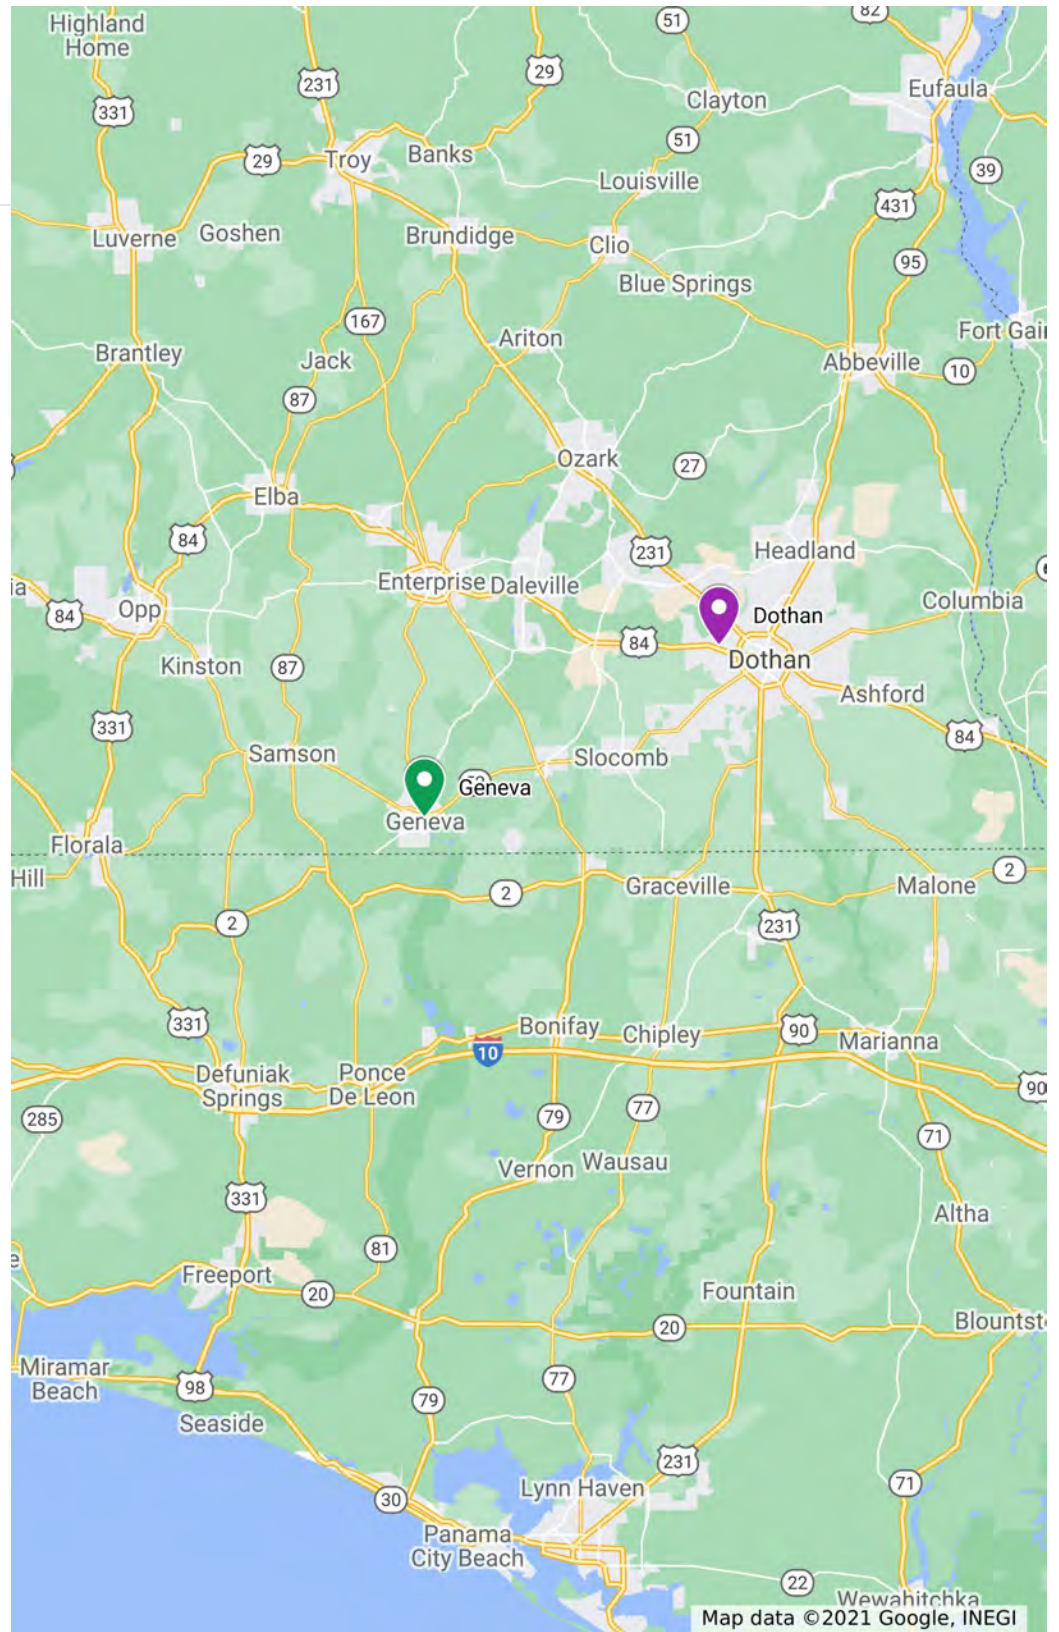 Highland
Home
51
82
231
29
Clayton
Eufaula
331
51
29
Troy
Banks
39
Louisville
431
Luverne
Goshen
Brundidge
Clio
95
Blue Springs
167
Ariton
Fort Gai
Brantley
Jack
Abbeville
10
87
Ozark
27
Elba
84
231
Headland
Enterprise
Daleville
ia
84
Opp
Columbia
Dothan
84
Dothan
Kinston
87
Ashford
331
84
Samson
Slocomb
Geneva
Geneva
Florala
Hill
2
Graceville
Malone
2
2
231
331
Bonifay
Chipley
90
Marianna
10
Defuniak
Springs
Ponce
De Leon
90
285
79
77
71
Vernon
Wausau
331
Altha
81
e
Freeport
20
Fountain
20
Blountst
Miramar
Beach
98
77
79
Seaside
231
71
Lynn Haven
30
Panama
City Beach
22
Wewahitchka
Map data ©2021 Google, INEGI